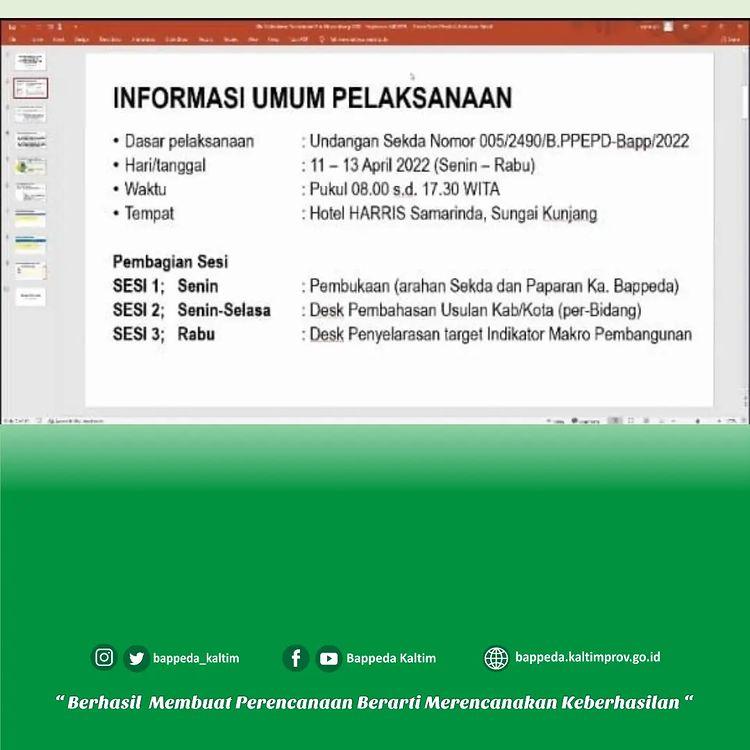 INFORMASI UMUM PELAKSANAAN
• Dasar pelaksanaan : Undangan Sekda Nomor 005/2490/B.PPEPD-Bapp/2022
• Hari/tanggal : 11 – 13 April 2022 (Senin – Rabu)
• Waktu : Pukul 08.00 s.d. 17.30 WITA
• Tempat : Hotel HARRIS Samarinda, Sungai Kunjang
Pembagian Sesi
SESI 1; Senin : Pembukaan (arahan Sekda dan Paparan Ka. Bappeda)
SESI 2; Senin-Selasa : Desk Pembahasan Usulan Kab/Kota (per-Bidang)
SESI 3; Rabu : Desk Penyelarasan target Indikator Makro Pembangunan
bappeda_kaltim Bappeda Kaltim bappeda.kaltimprov.go.id
“ Berhasil Membuat Perencanaan Berarti Merencanakan Keberhasilan “